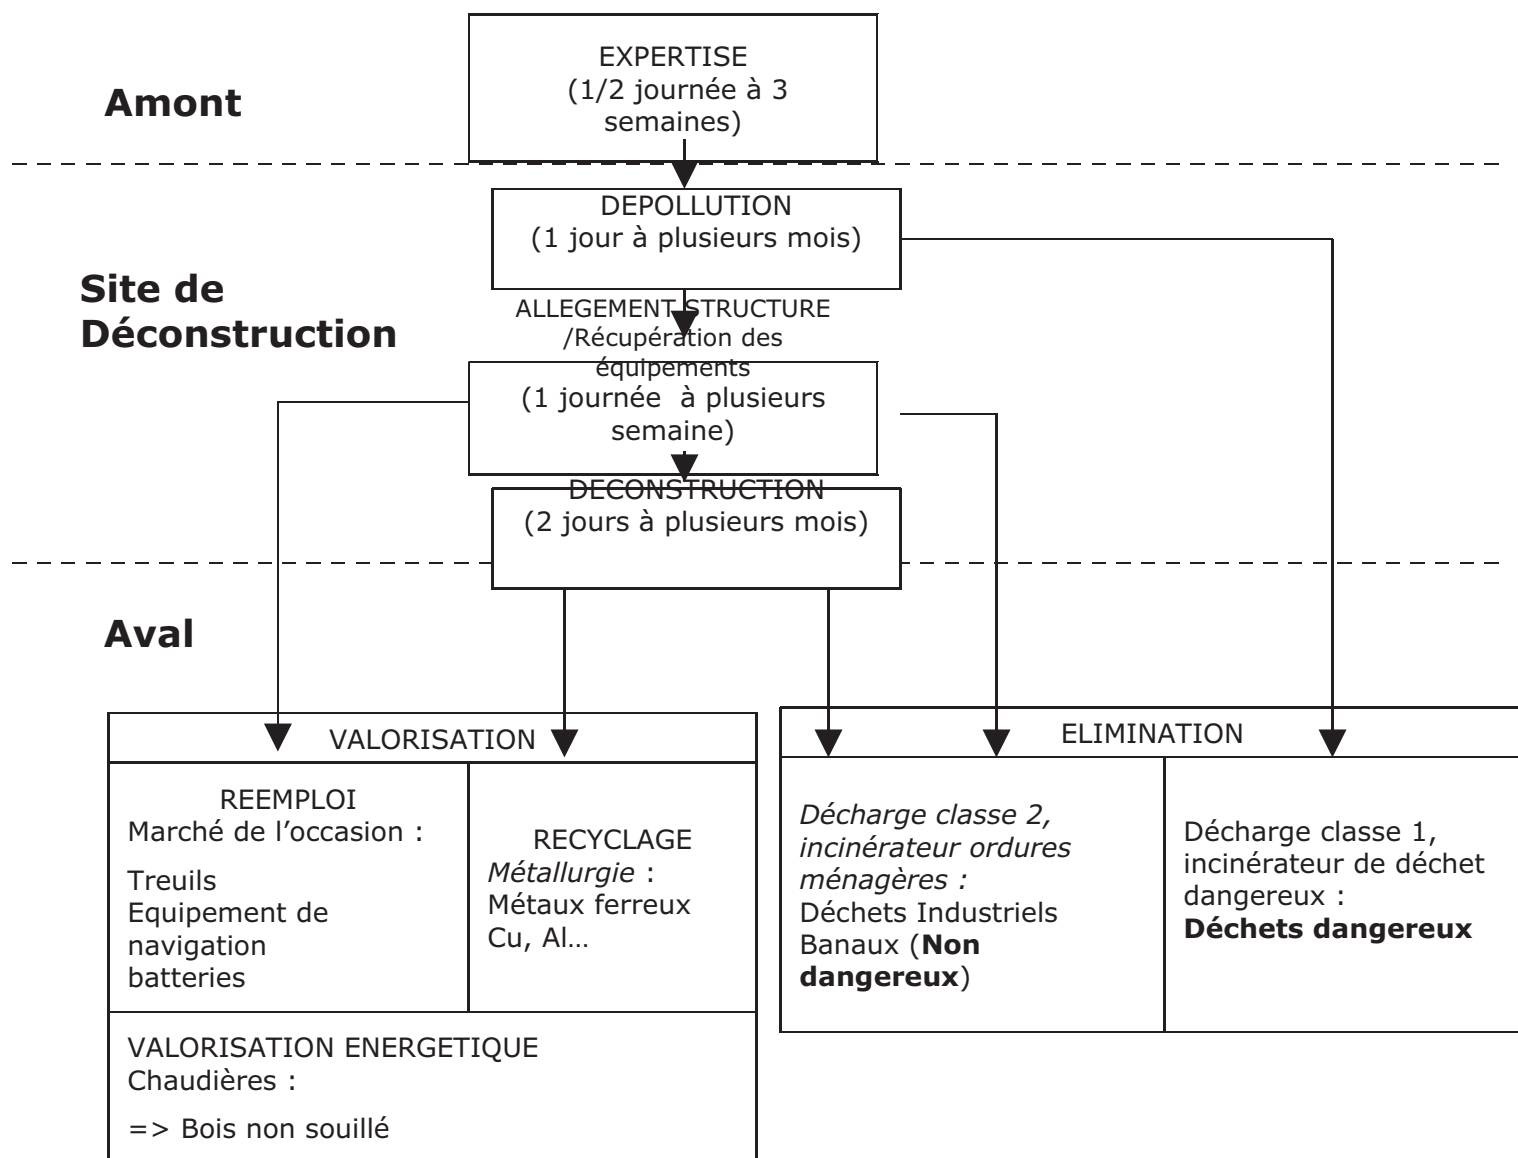 EXPERTISE
(1/2 journée à 3
semaines)
Amont
DEPOLLUTION
(1 jour à plusieurs mois)
Site de
Déconstruction
ALLEGEMENT STRUCTURE
/Récupération des
équipements
(1 journée à plusieurs
semaine)
DECONSTRUCTION
(2 jours à plusieurs mois)
Aval
VALORISATION
REEMPLOI
Marché de l'occasion :
Treuils
Equipement de
navigation
batteries
RECYCLAGE
Métallurgie :
Métaux ferreux
Cu, Al…
VALORISATION ENERGETIQUE
Chaudières :
=> Bois non souillé
ELIMINATION
Décharge classe 2,
incinérateur ordures
ménagères :
Déchets Industriels
Banaux (Non
dangereux)
Décharge classe 1,
incinérateur de déchet
dangereux :
Déchets dangereux